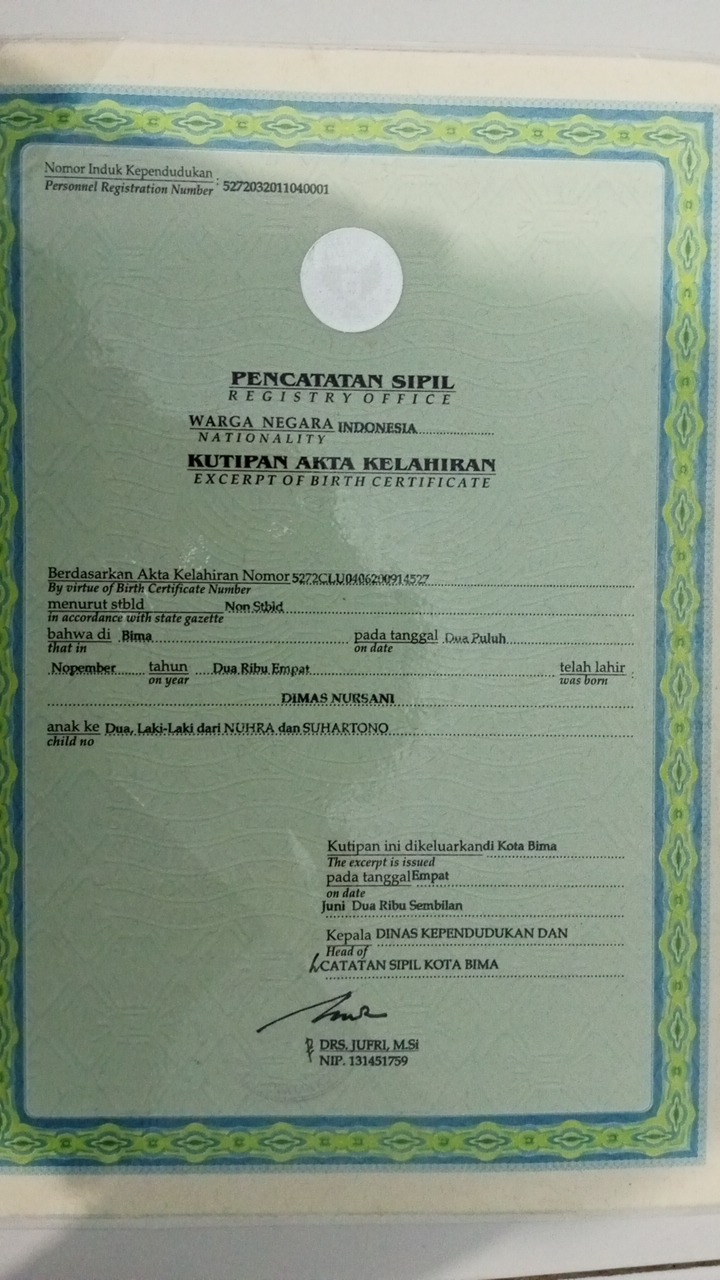 Nomor Induk Kependudukan
Personnel Registration Number : 5272032011040001
PENCATATAN SIPIL
REGISTRY OFFICE
WARGA NEGARA INDONESIA
NATIONALITY
KUTIPAN AKTA KELAHIRAN
EXCERPT OF BIRTH CERTIFICATE
Berdasarkan Akta Kelahiran Nomor 5272CLU0406200914527
By virtue of Birth Certificate Number
menurut stbld Non Stbld
in accordance with state gazette
bahwa di Bima pada tanggal Dua Puluh
that in on date
Nopember tahun Dua Ribu Empat telah lahir :
on year was born
DIMAS NURSANI
anak ke Dua, Laki-Laki dari NUHRA dan SUHARTONO
child no
Kutipan ini dikeluarkan di Kota Bima
The excerpt is issued
pada tanggal Empat
on date
Juni Dua Ribu Sembilan
Kepala DINAS KEPENDUDUKAN DAN
Head of
CATATAN SIPIL KOTA BIMA
DRS. JUFRI, M.Si
NIP. 131451759